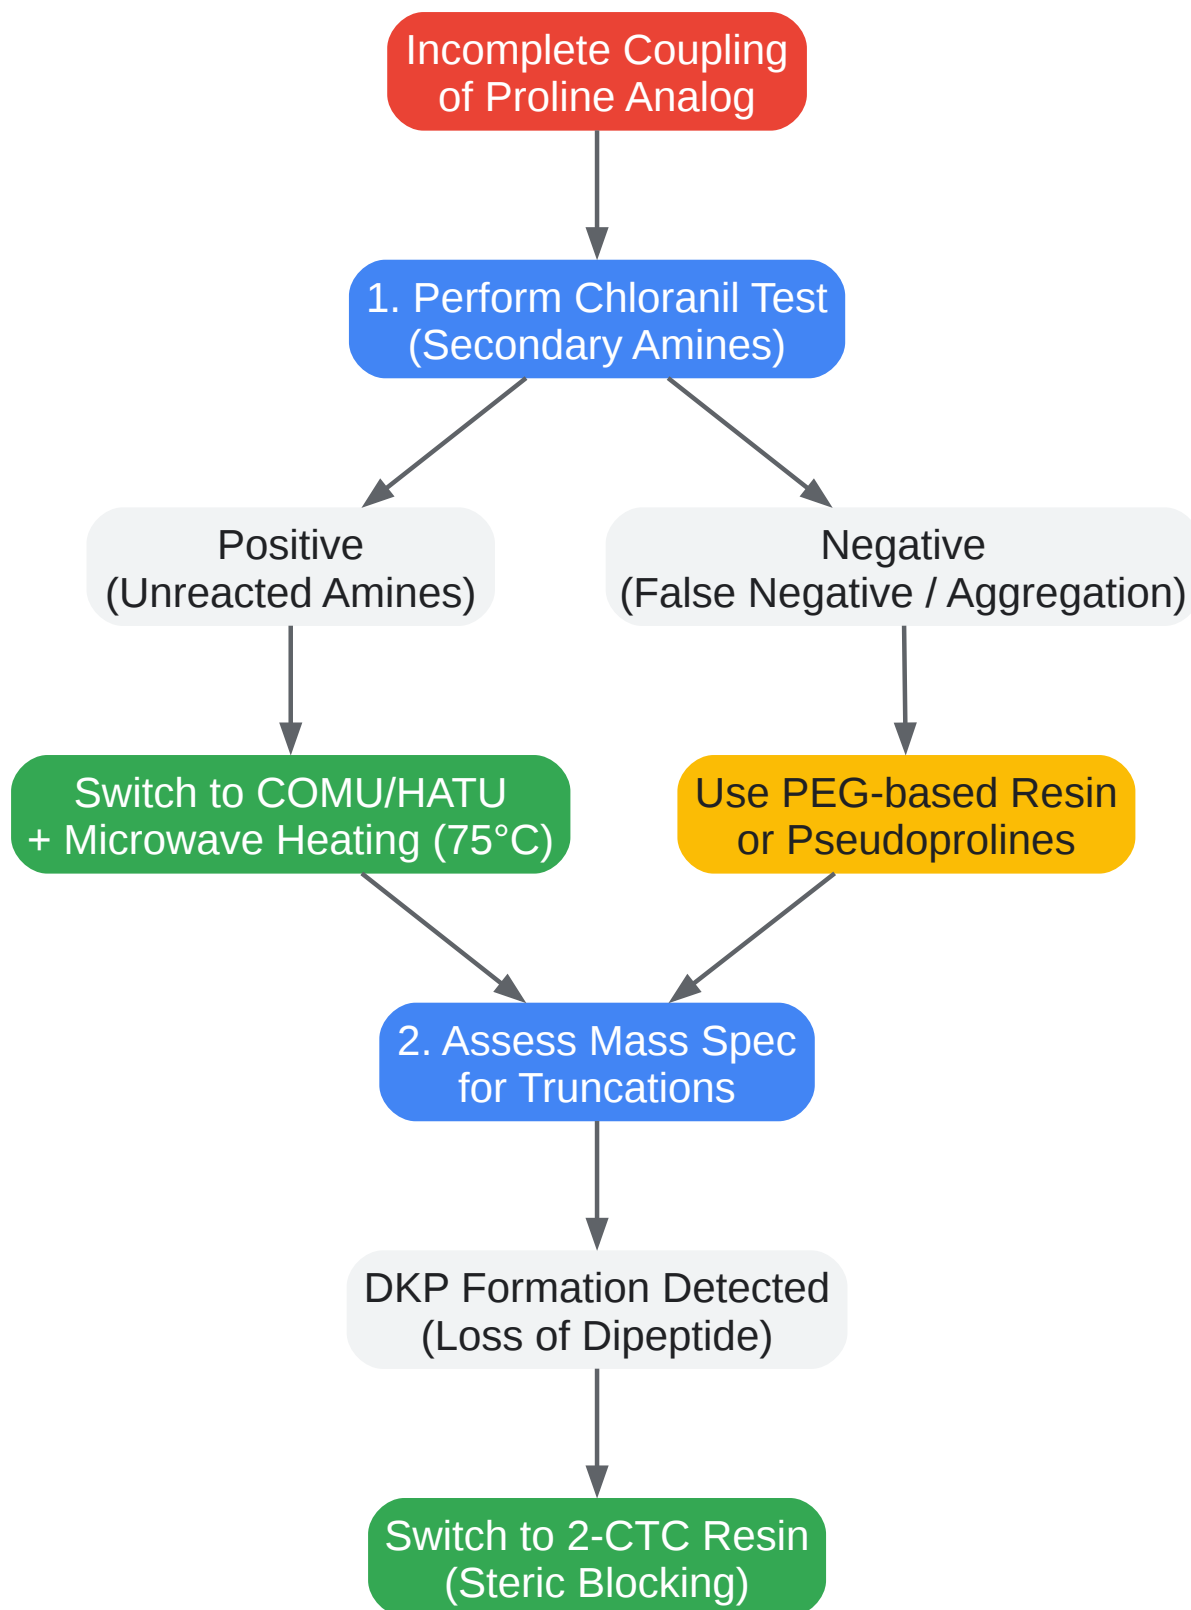 Incomplete Coupling
of Proline Analog
1. Perform Chloranil Test
(Secondary Amines)
Positive
(Unreacted Amines)
Negative
(False Negative / Aggregation)
Switch to COMU/HATU
+ Microwave Heating (75°C)
Use PEG-based Resin
or Pseudoprolines
2. Assess Mass Spec
for Truncations
DKP Formation Detected
(Loss of Dipeptide)
Switch to 2-CTC Resin
(Steric Blocking)